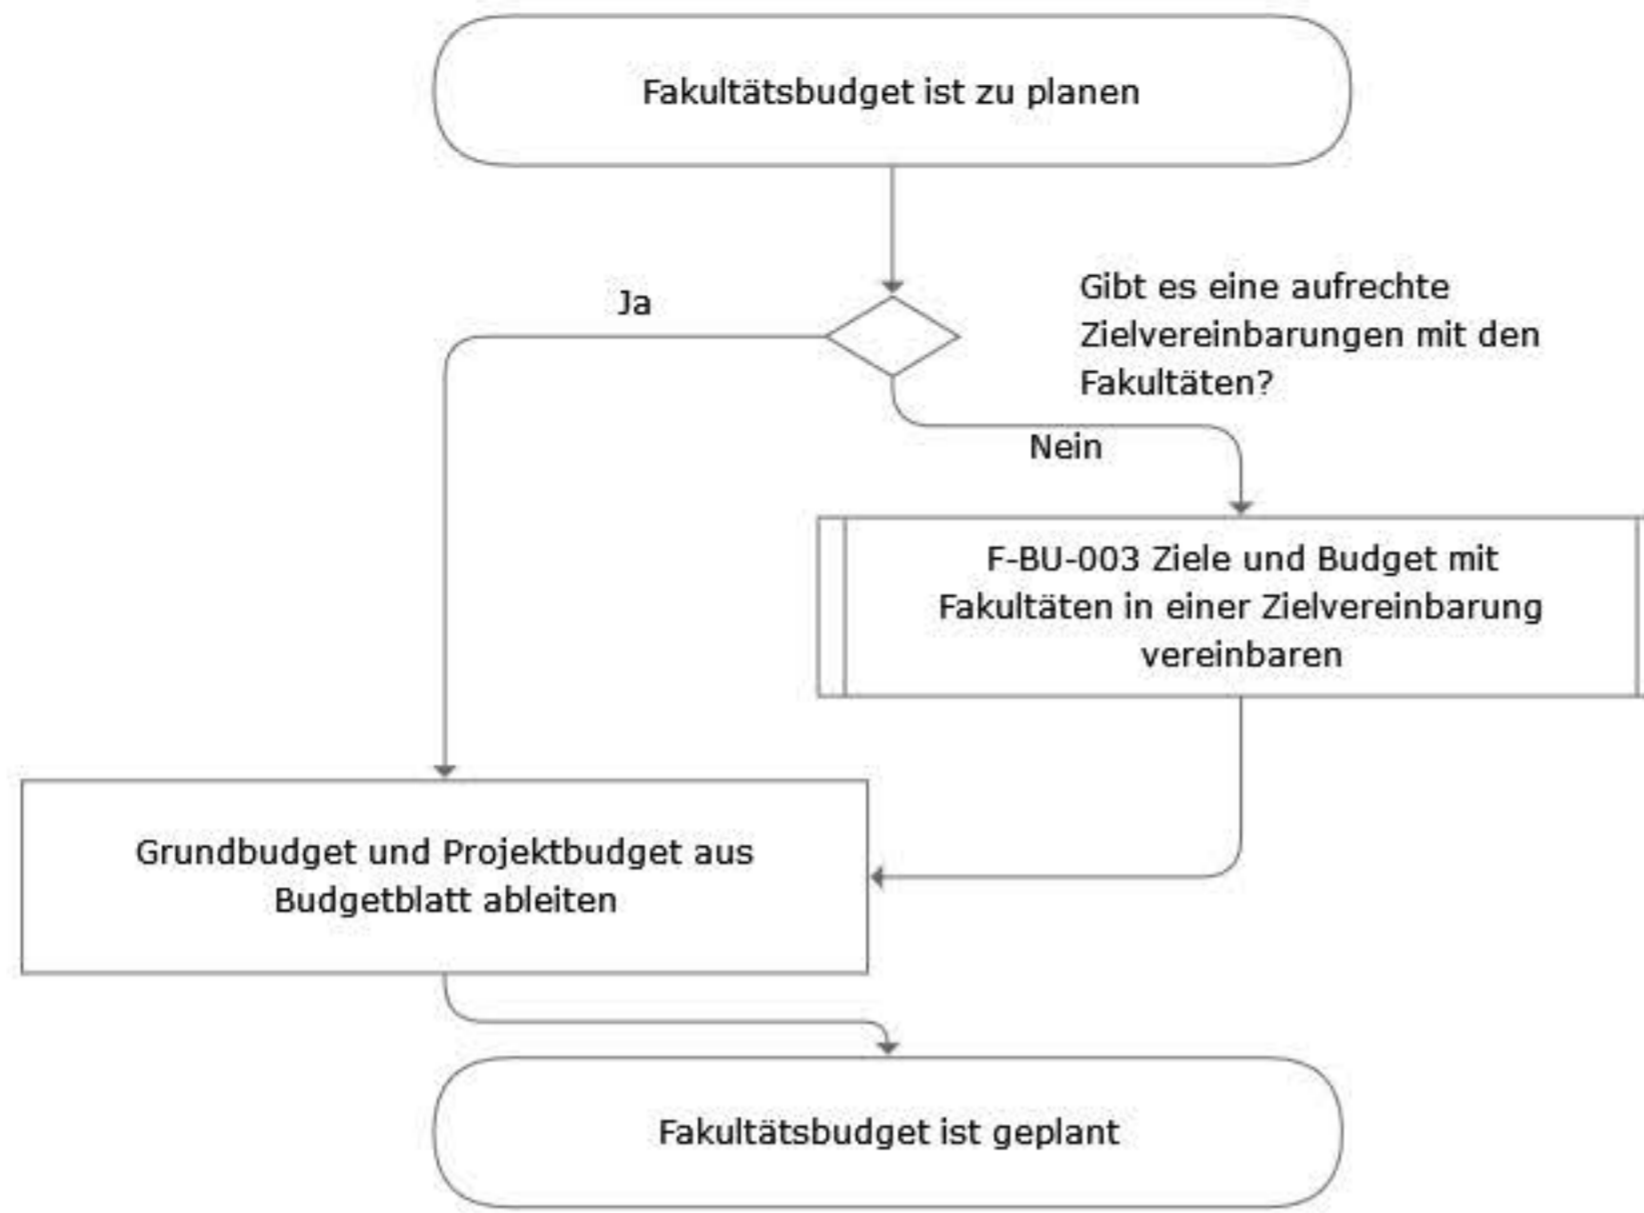 Fakultätsbudget ist zu planen
Ja
Gibt es eine aufrechte
Zielvereinbarungen mit den
Fakultäten?
Nein
F-BU-003 Ziele und Budget mit
Fakultäten in einer Zielvereinbarung
vereinbaren
Grundbudget und Projektbudget aus
Budgetblatt ableiten
Fakultätsbudget ist geplant